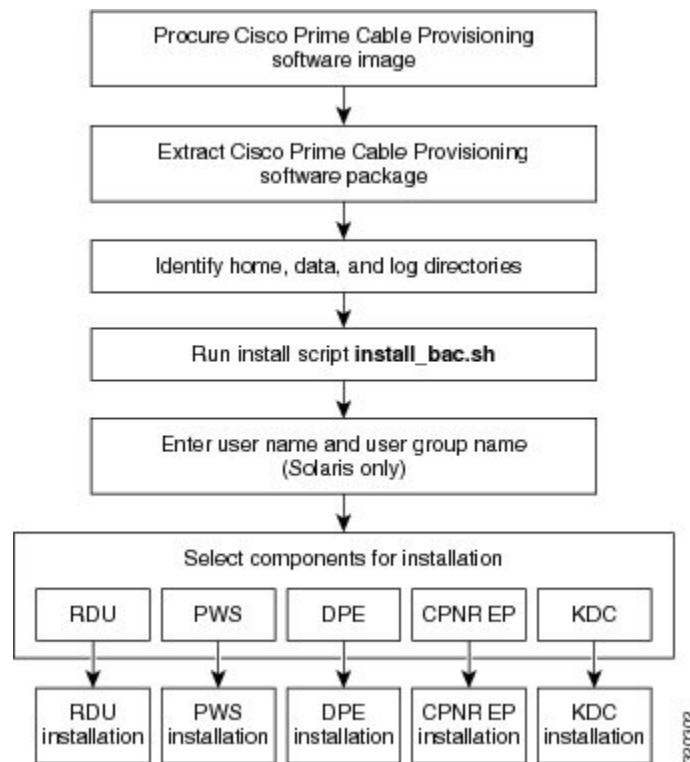 Procure Cisco Prime Cable Provisioning
software image
Extract Cisco Prime Cable Provisioning
software package
Identify home, data, and log directories
Run install script install_bac.sh
Enter user name and user group name
(Solaris only)
Select components for installation
RDU PWS DPE CPNR EP KDC
RDU PWS DPE CPNR EP KDC
installation installation installation installation installation